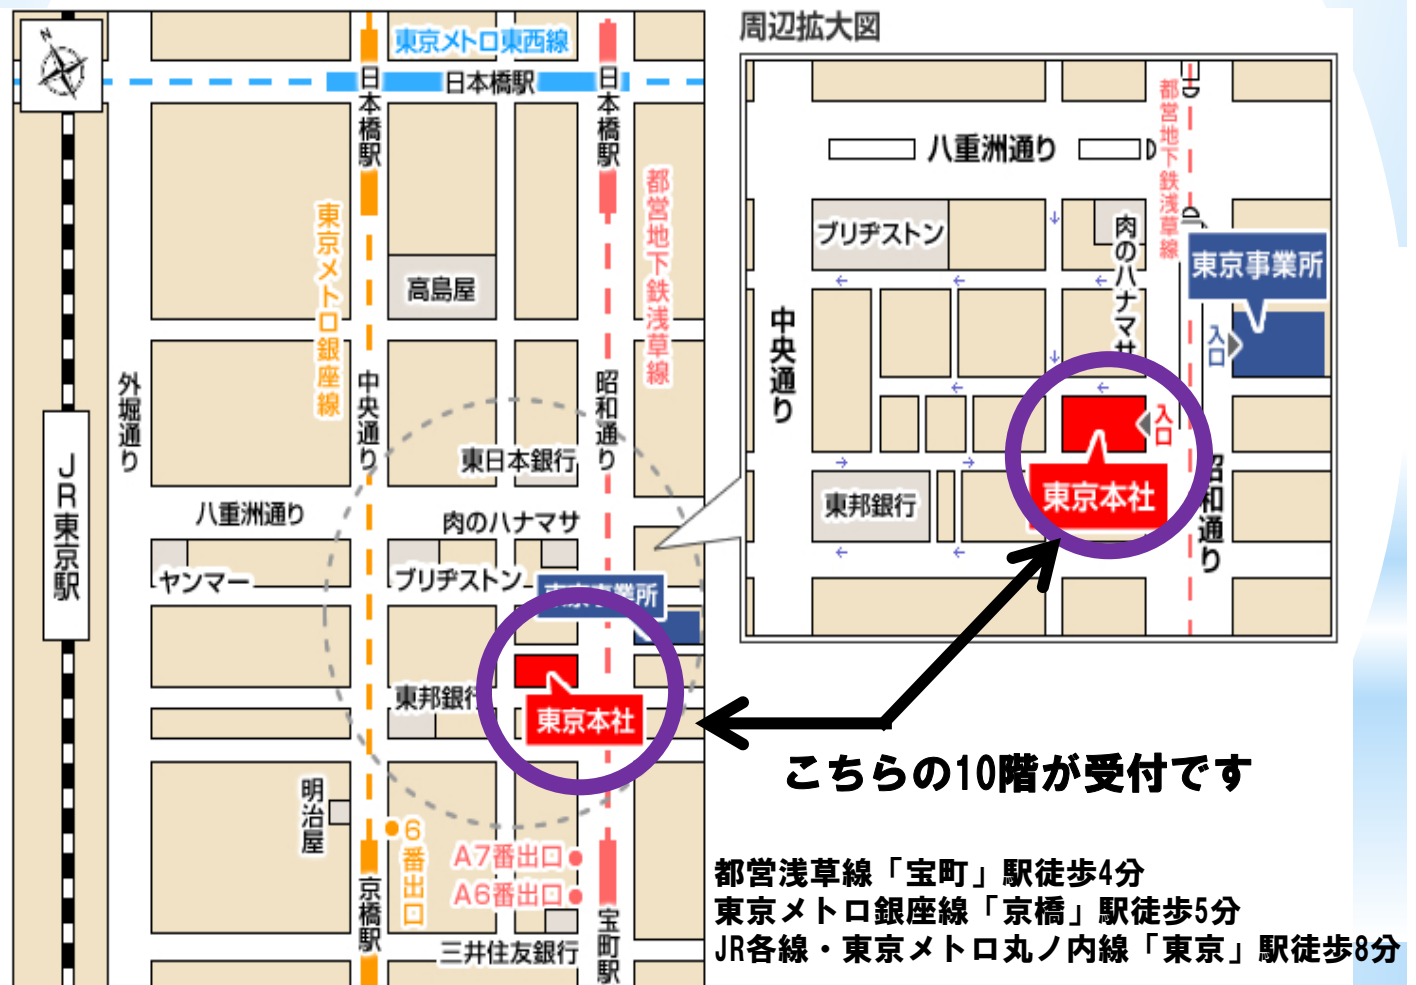 N
東京メトロ東西線
日本橋駅
日本橋駅
日本橋駅
東京メトロ銀座線
都営地下鉄浅草線
高島屋
外堀通り
中央通り
昭和通り
JR東京駅
東日本銀行
八重洲通り
肉のハナマサ
ヤンマー
ブリヂストン
東京事業所
東邦銀行
東京本社
明治屋
6番出口
A7番出口
A6番出口
京橋駅
宝町駅
三井住友銀行
周辺拡大図
都営地下鉄浅草線
八重洲通り
ブリヂストン
肉のハナマサ
東京事業所
入口
中央通り
入口
東京本社
東邦銀行
昭和通り
こちらの10階が受付です
都営浅草線「宝町」駅徒歩4分
東京メトロ銀座線「京橋」駅徒歩5分
JR各線・東京メトロ丸ノ内線「東京」駅徒歩8分